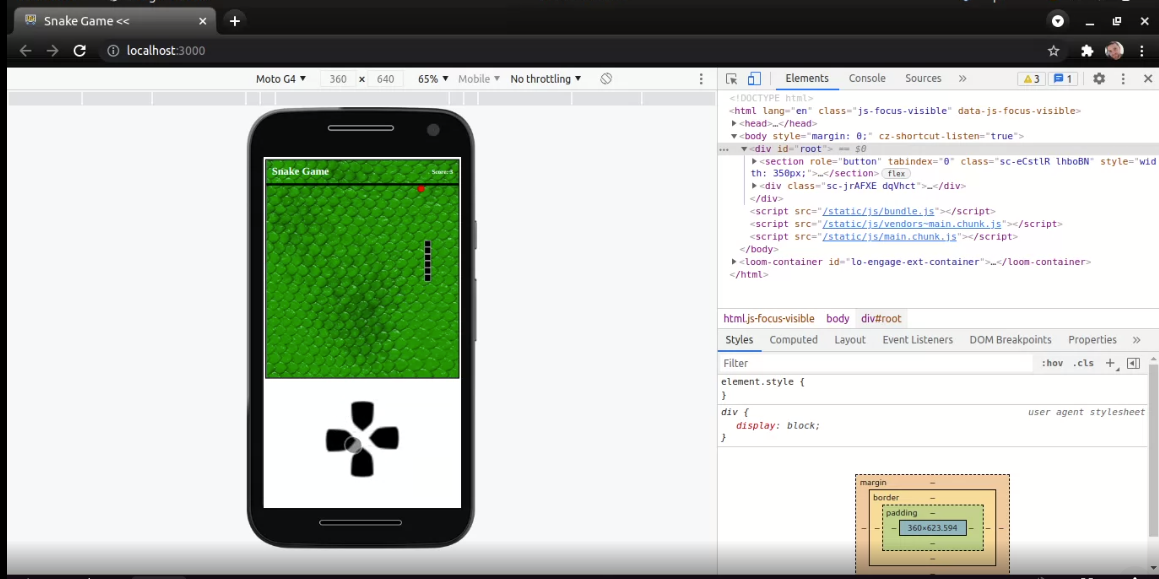 Snake Game <<
localhost:3000
Moto G4 ▼ 360 x 640 65% ▼ Mobile ▼ No throttling ▼
Elements Console Sources » 3 1
Snake Game
<!DOCTYPE html>
<html lang="en" class="js-focus-visible" data-js-focus-visible>
▶<head>…</head>
▼<body style="margin: 0;" cz-shortcut-listen="true">
… ▼<div id="root"> == $0
▶<section role="button" tabindex="0" class="sc-eCstlR lhboBN" style="wid
th: 350px;">…</section> flex
▶<div class="sc-jrAFXE dqVhct">…</div>
</div>
<script src="/static/js/bundle.js"></script>
<script src="/static/js/vendors~main.chunk.js"></script>
<script src="/static/js/main.chunk.js"></script>
</body>
▶<loom-container id="lo-engage-ext-container">…</loom-container>
</html>
html.js-focus-visible body div#root
Styles Computed Layout Event Listeners DOM Breakpoints Properties »
Filter :hov .cls +
element.style {
}
div { user agent stylesheet
display: block;
}
margin –
border –
padding –
– – – 360×623.594 – – –
–
–